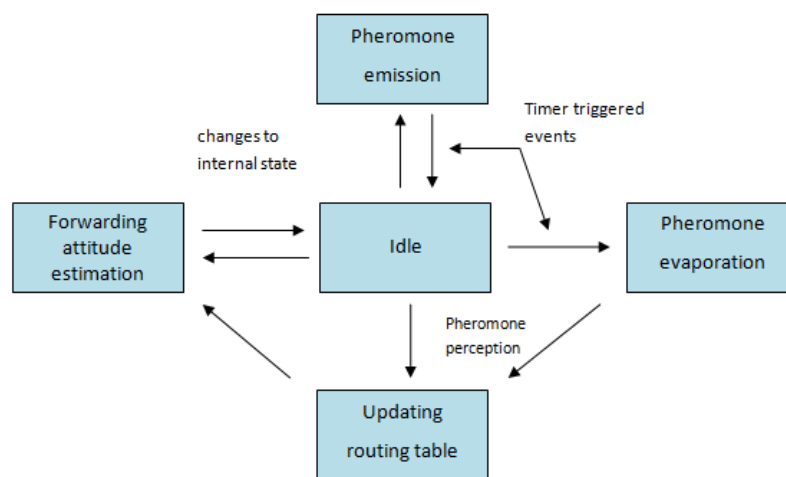 Pheromone
emission
Timer triggered
events
changes to
internal state
Forwarding
attitude
estimation
Idle
Pheromone
evaporation
Pheromone
perception
Updating
routing table